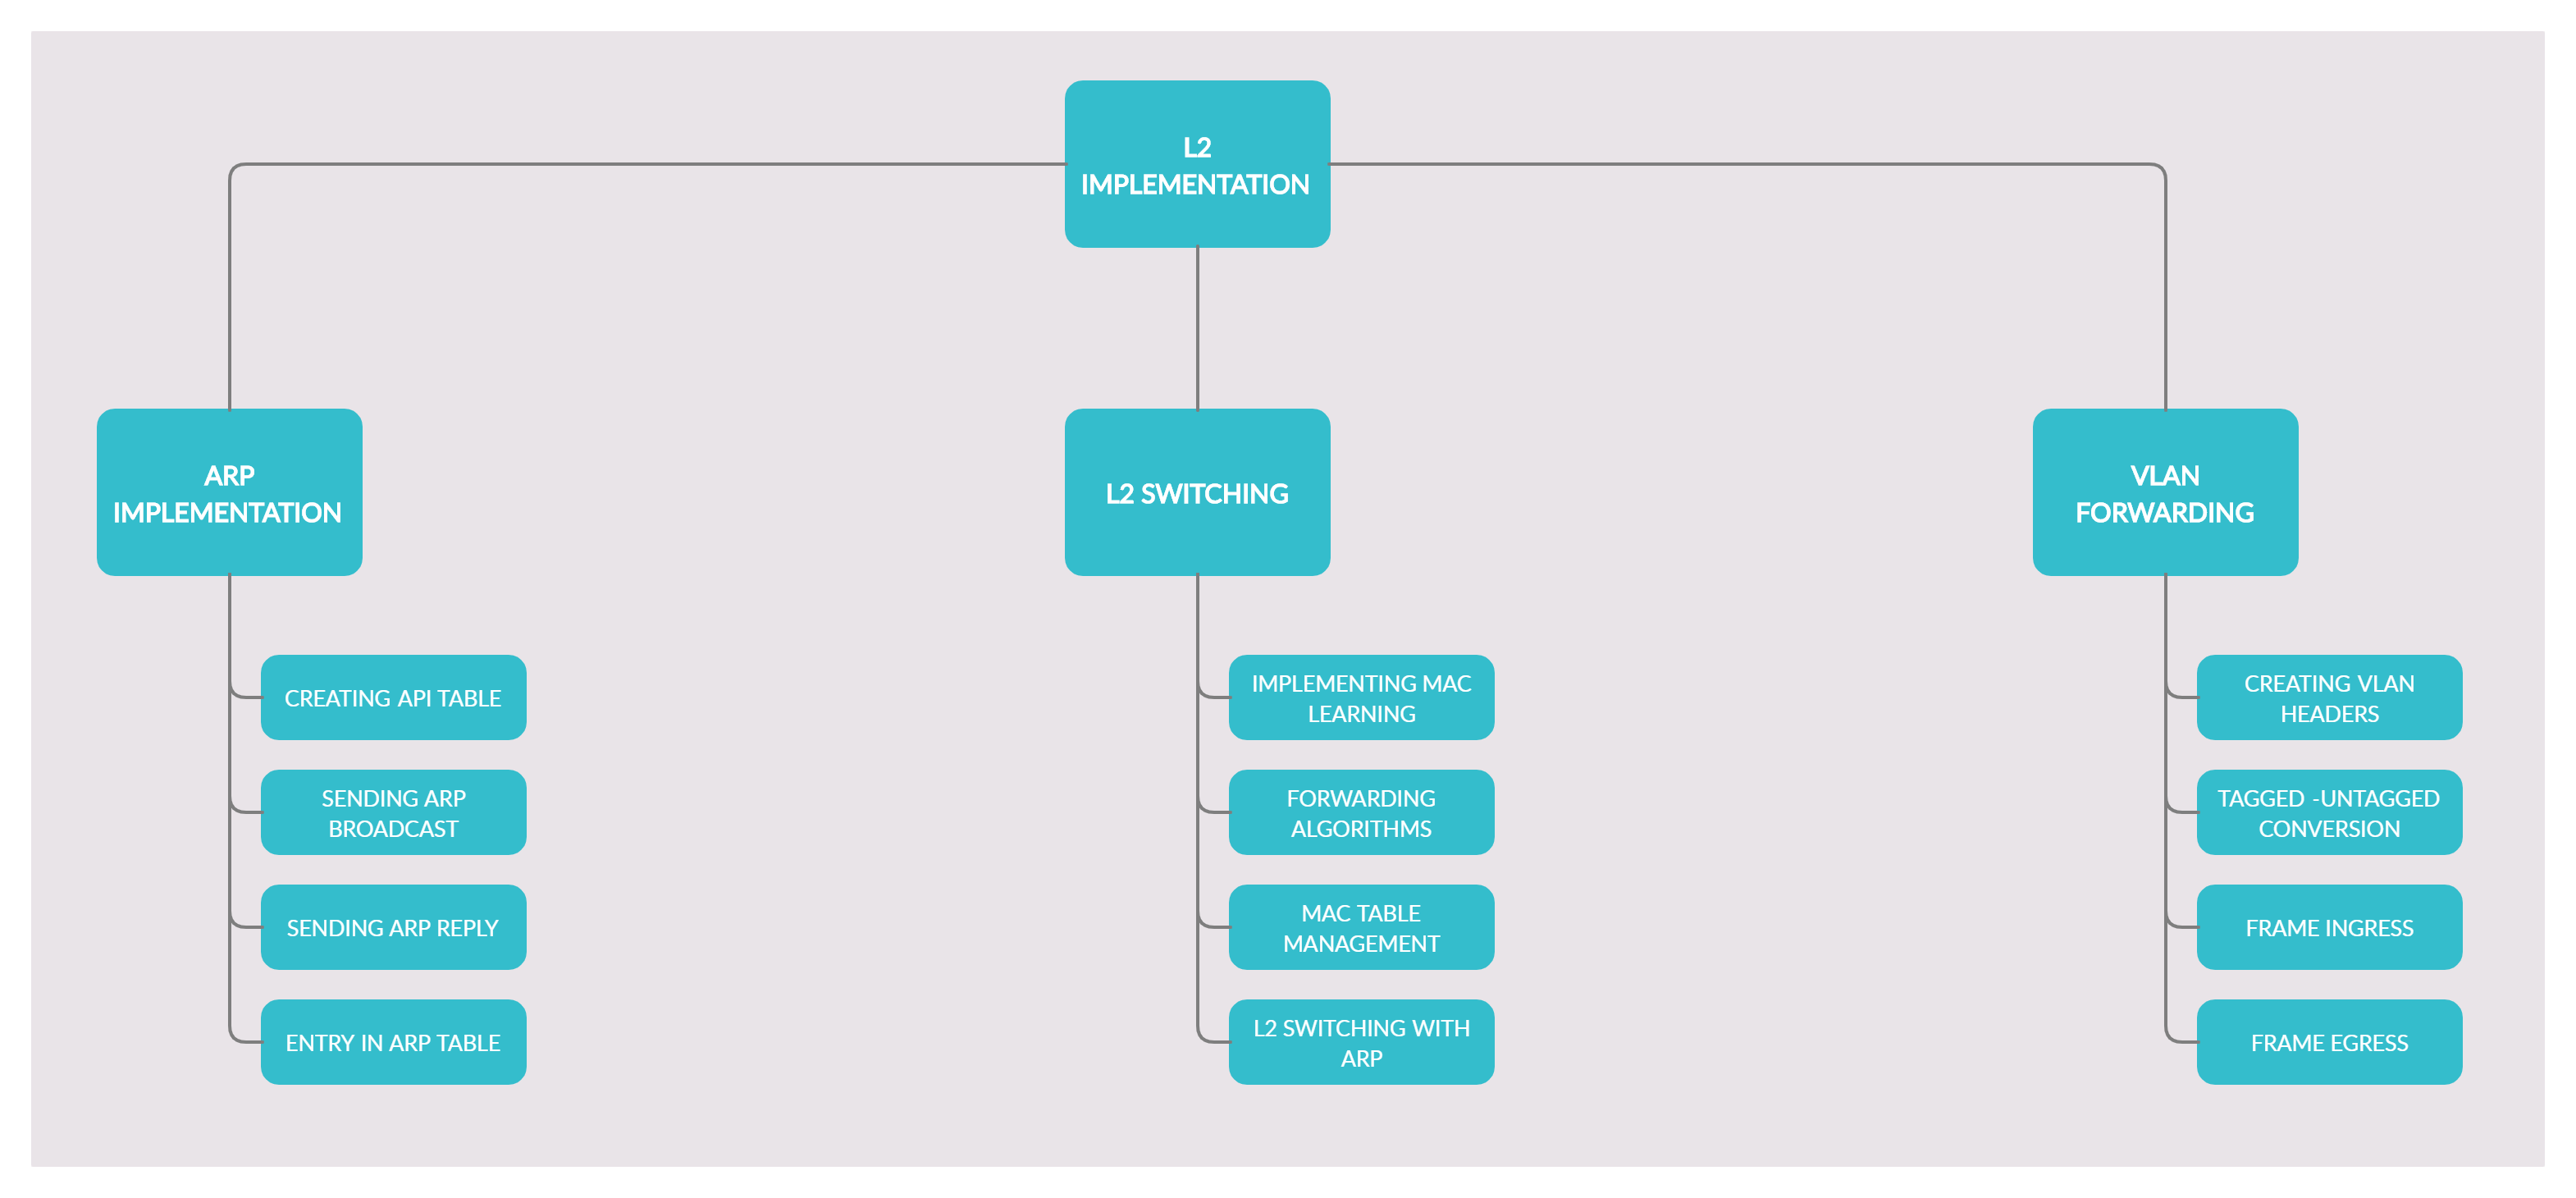 L2
IMPLEMENTATION
ARP
IMPLEMENTATION
L2 SWITCHING
VLAN
FORWARDING
CREATING API TABLE
SENDING ARP
BROADCAST
SENDING ARP REPLY
ENTRY IN ARP TABLE
IMPLEMENTING MAC
LEARNING
FORWARDING
ALGORITHMS
MAC TABLE
MANAGEMENT
L2 SWITCHING WITH
ARP
CREATING VLAN
HEADERS
TAGGED -UNTAGGED
CONVERSION
FRAME INGRESS
FRAME EGRESS